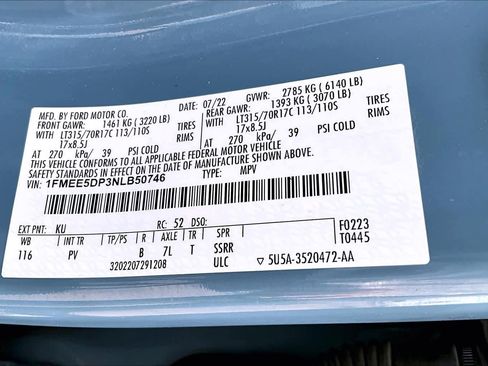 MFD. BY FORD MOTOR CO. DATE: 07/22 GVWR: 2785 KG ( 6140 LB)
FRONT GAWR: 1461 KG ( 3220 LB) REAR GAWR: 1393 KG ( 3070 LB)
LT315/70R17C 113/110S TIRES LT315/70R17C 113/110S TIRES
17x8.5J RIMS 17x8.5J RIMS
AT 270 kPa/ 39 PSI COLD AT 270 kPa/ 39 PSI COLD
THIS VEHICLE CONFORMS TO ALL APPLICABLE FEDERAL MOTOR VEHICLE
SAFETY STANDARDS IN EFFECT ON THE DATE OF MANUFACTURE SHOWN ABOVE.
VIN: 1FMEE5DP3NLB50746 TYPE: MPV
EXT PNT: KU RC: 52 DSO: F0223
WB INT TR TP/PS R AXLE TR SPR T0445
116 PV B 7L T SSRR
3202207291208 ULC ▽ 5U5A-3520472-AA